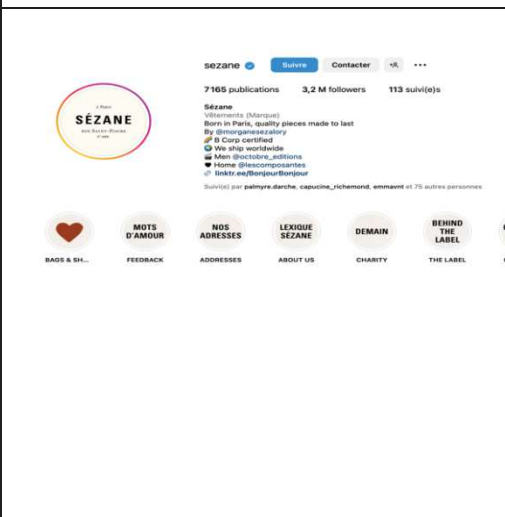 sezane
Suivre
Contacter
7 165 publications
3,2 M followers
113 suivi(e)s
à Paris
SÉZANE
RUE SAINT-FIACRE
Sézane
Vêtements (Marque)
Born in Paris, quality pieces made to last
By @morganesezalory
B Corp certified
We ship worldwide
Men @octobre_editions
Home @lescomposantes
linktr.ee/BonjourBonjour
Suivi(e) par palmyre.darche, capucine_richemond, emmavnt et 75 autres personnes
MOTS
D'AMOUR
NOS
ADRESSES
LEXIQUE
SÉZANE
DEMAIN
BEHIND
THE
LABEL
BAGS & SH...
FEEDBACK
ADDRESSES
ABOUT US
CHARITY
THE LABEL